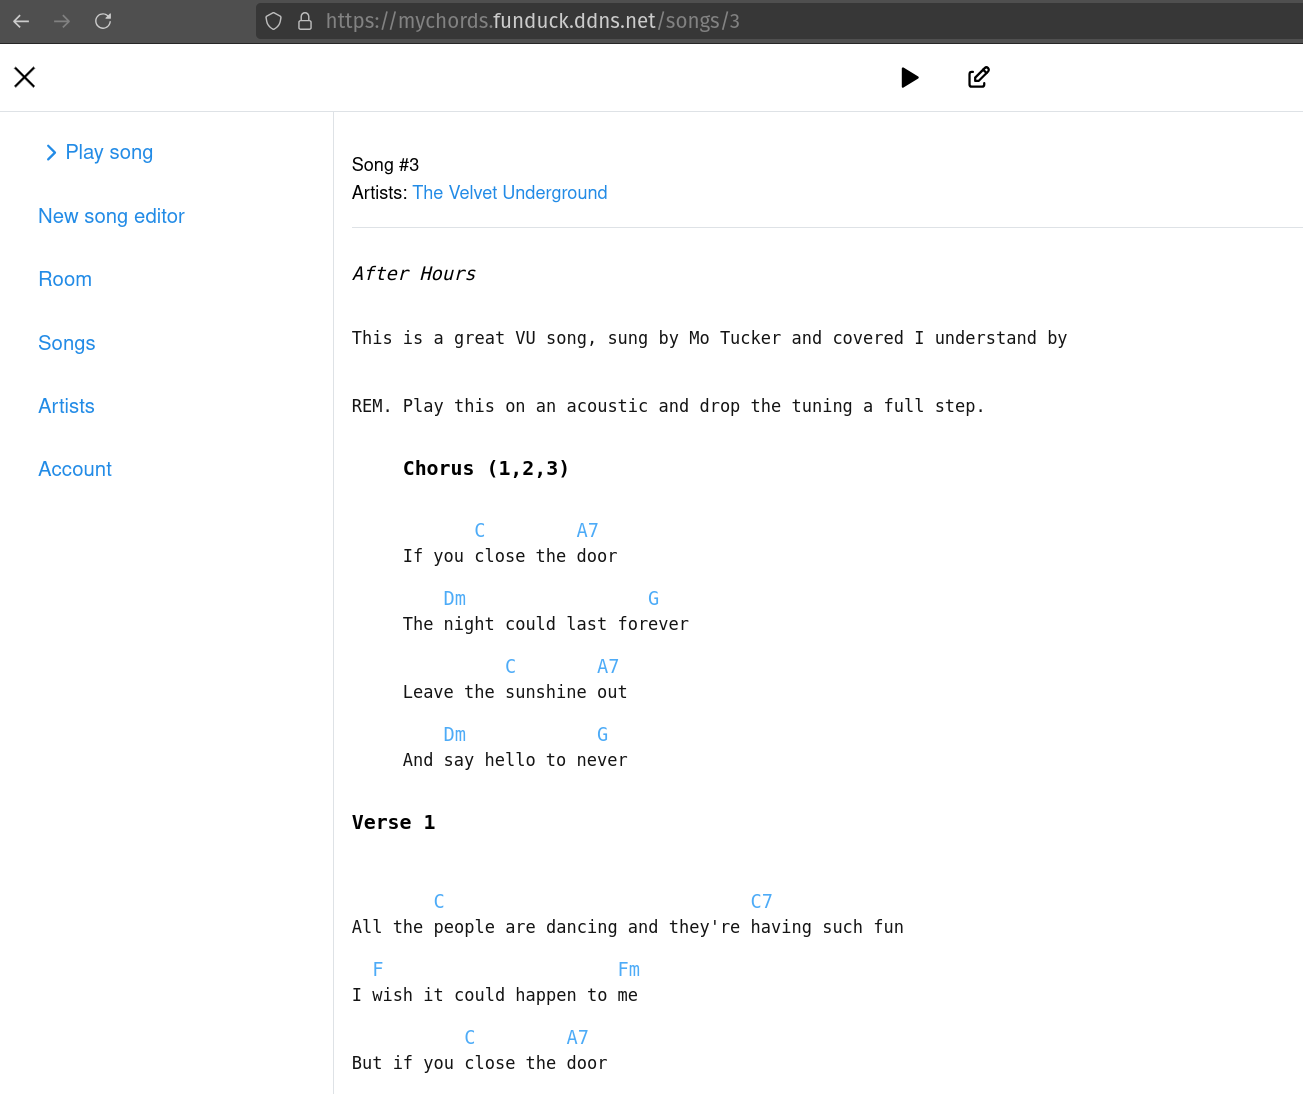 https://mychords.funduck.ddns.net/songs/3
Play song
New song editor
Room
Songs
Artists
Account
Song #3
Artists: The Velvet Underground
After Hours
This is a great VU song, sung by Mo Tucker and covered I understand by
REM. Play this on an acoustic and drop the tuning a full step.
Chorus (1,2,3)
C A7
If you close the door
Dm G
The night could last forever
C A7
Leave the sunshine out
Dm G
And say hello to never
Verse 1
C C7
All the people are dancing and they're having such fun
F Fm
I wish it could happen to me
C A7
But if you close the door